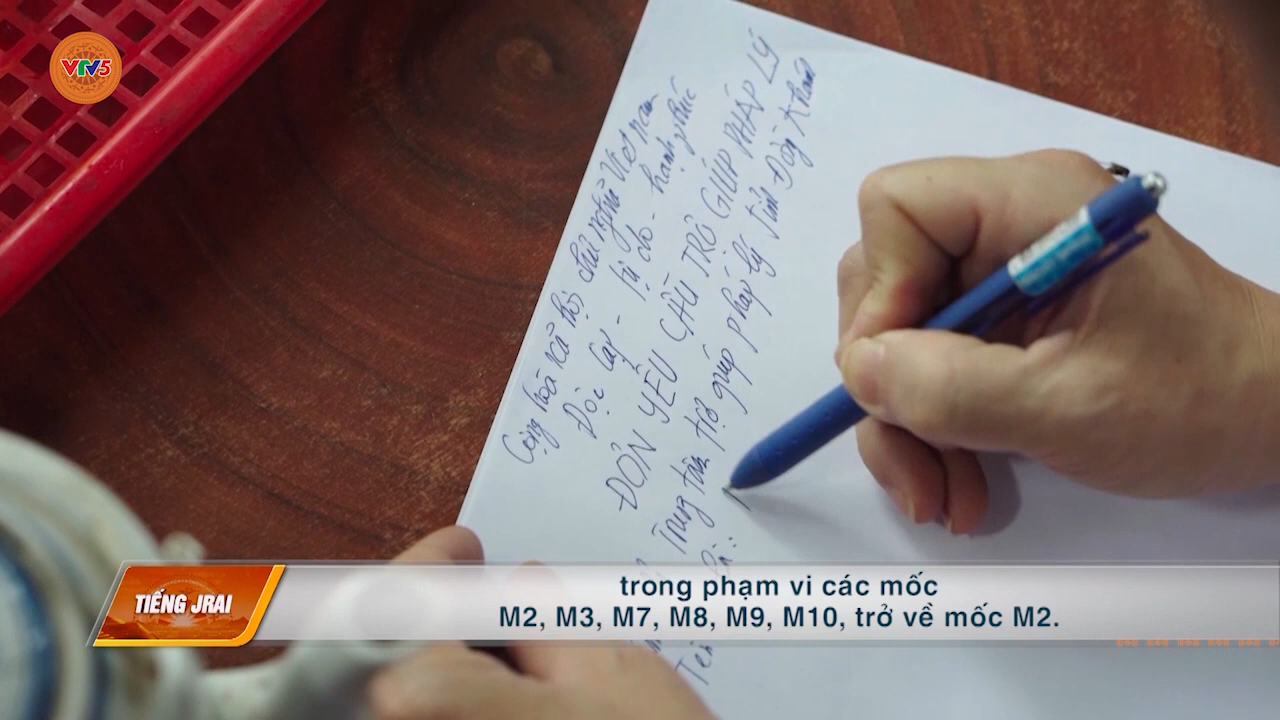 VTV5
Cộng hòa xã hội chủ nghĩa Việt nam
Độc lập - tự do - hạnh phúc
ĐƠN YÊU CẦU TRỢ GIÚP PHÁP LÝ
Trung tâm trợ giúp pháp lý tỉnh Đồng Khánh
là:
Tên
TIẾNG JRAI
trong phạm vi các mốc
M2, M3, M7, M8, M9, M10, trở về mốc M2.